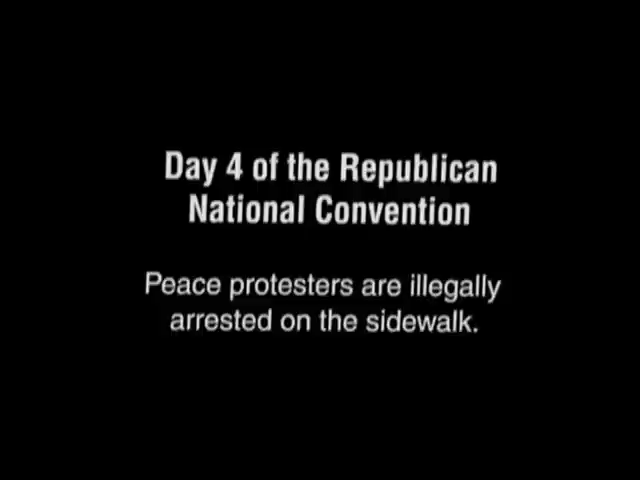 Day 4 of the Republican
National Convention
Peace protesters are illegally
arrested on the sidewalk.